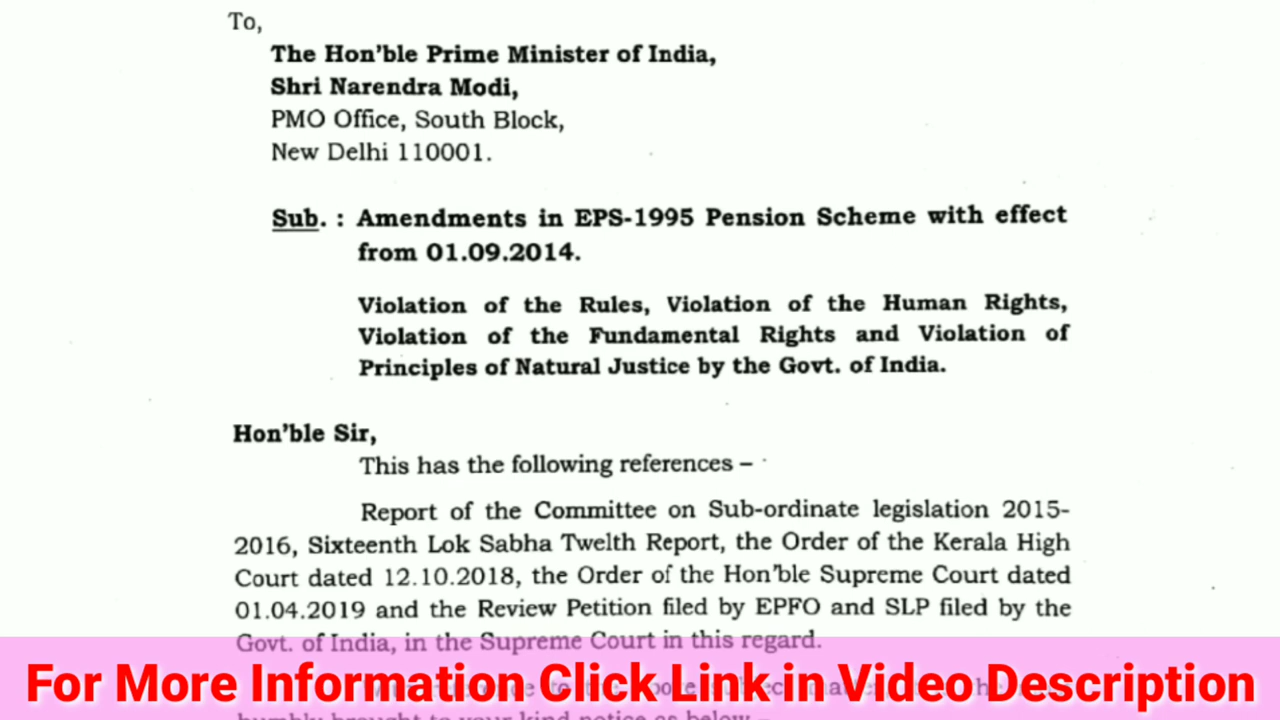 To,
The Hon'ble Prime Minister of India,
Shri Narendra Modi,
PMO Office, South Block,
New Delhi 110001.
Sub. : Amendments in EPS-1995 Pension Scheme with effect
from 01.09.2014.
Violation of the Rules, Violation of the Human Rights,
Violation of the Fundamental Rights and Violation of
Principles of Natural Justice by the Govt. of India.
Hon'ble Sir,
This has the following references –
Report of the Committee on Sub-ordinate legislation 2015-
2016, Sixteenth Lok Sabha Twelth Report, the Order of the Kerala High
Court dated 12.10.2018, the Order of the Hon'ble Supreme Court dated
01.04.2019 and the Review Petition filed by EPFO and SLP filed by the
Govt. of India, in the Supreme Court in this regard.
For More Information Click Link in Video Description